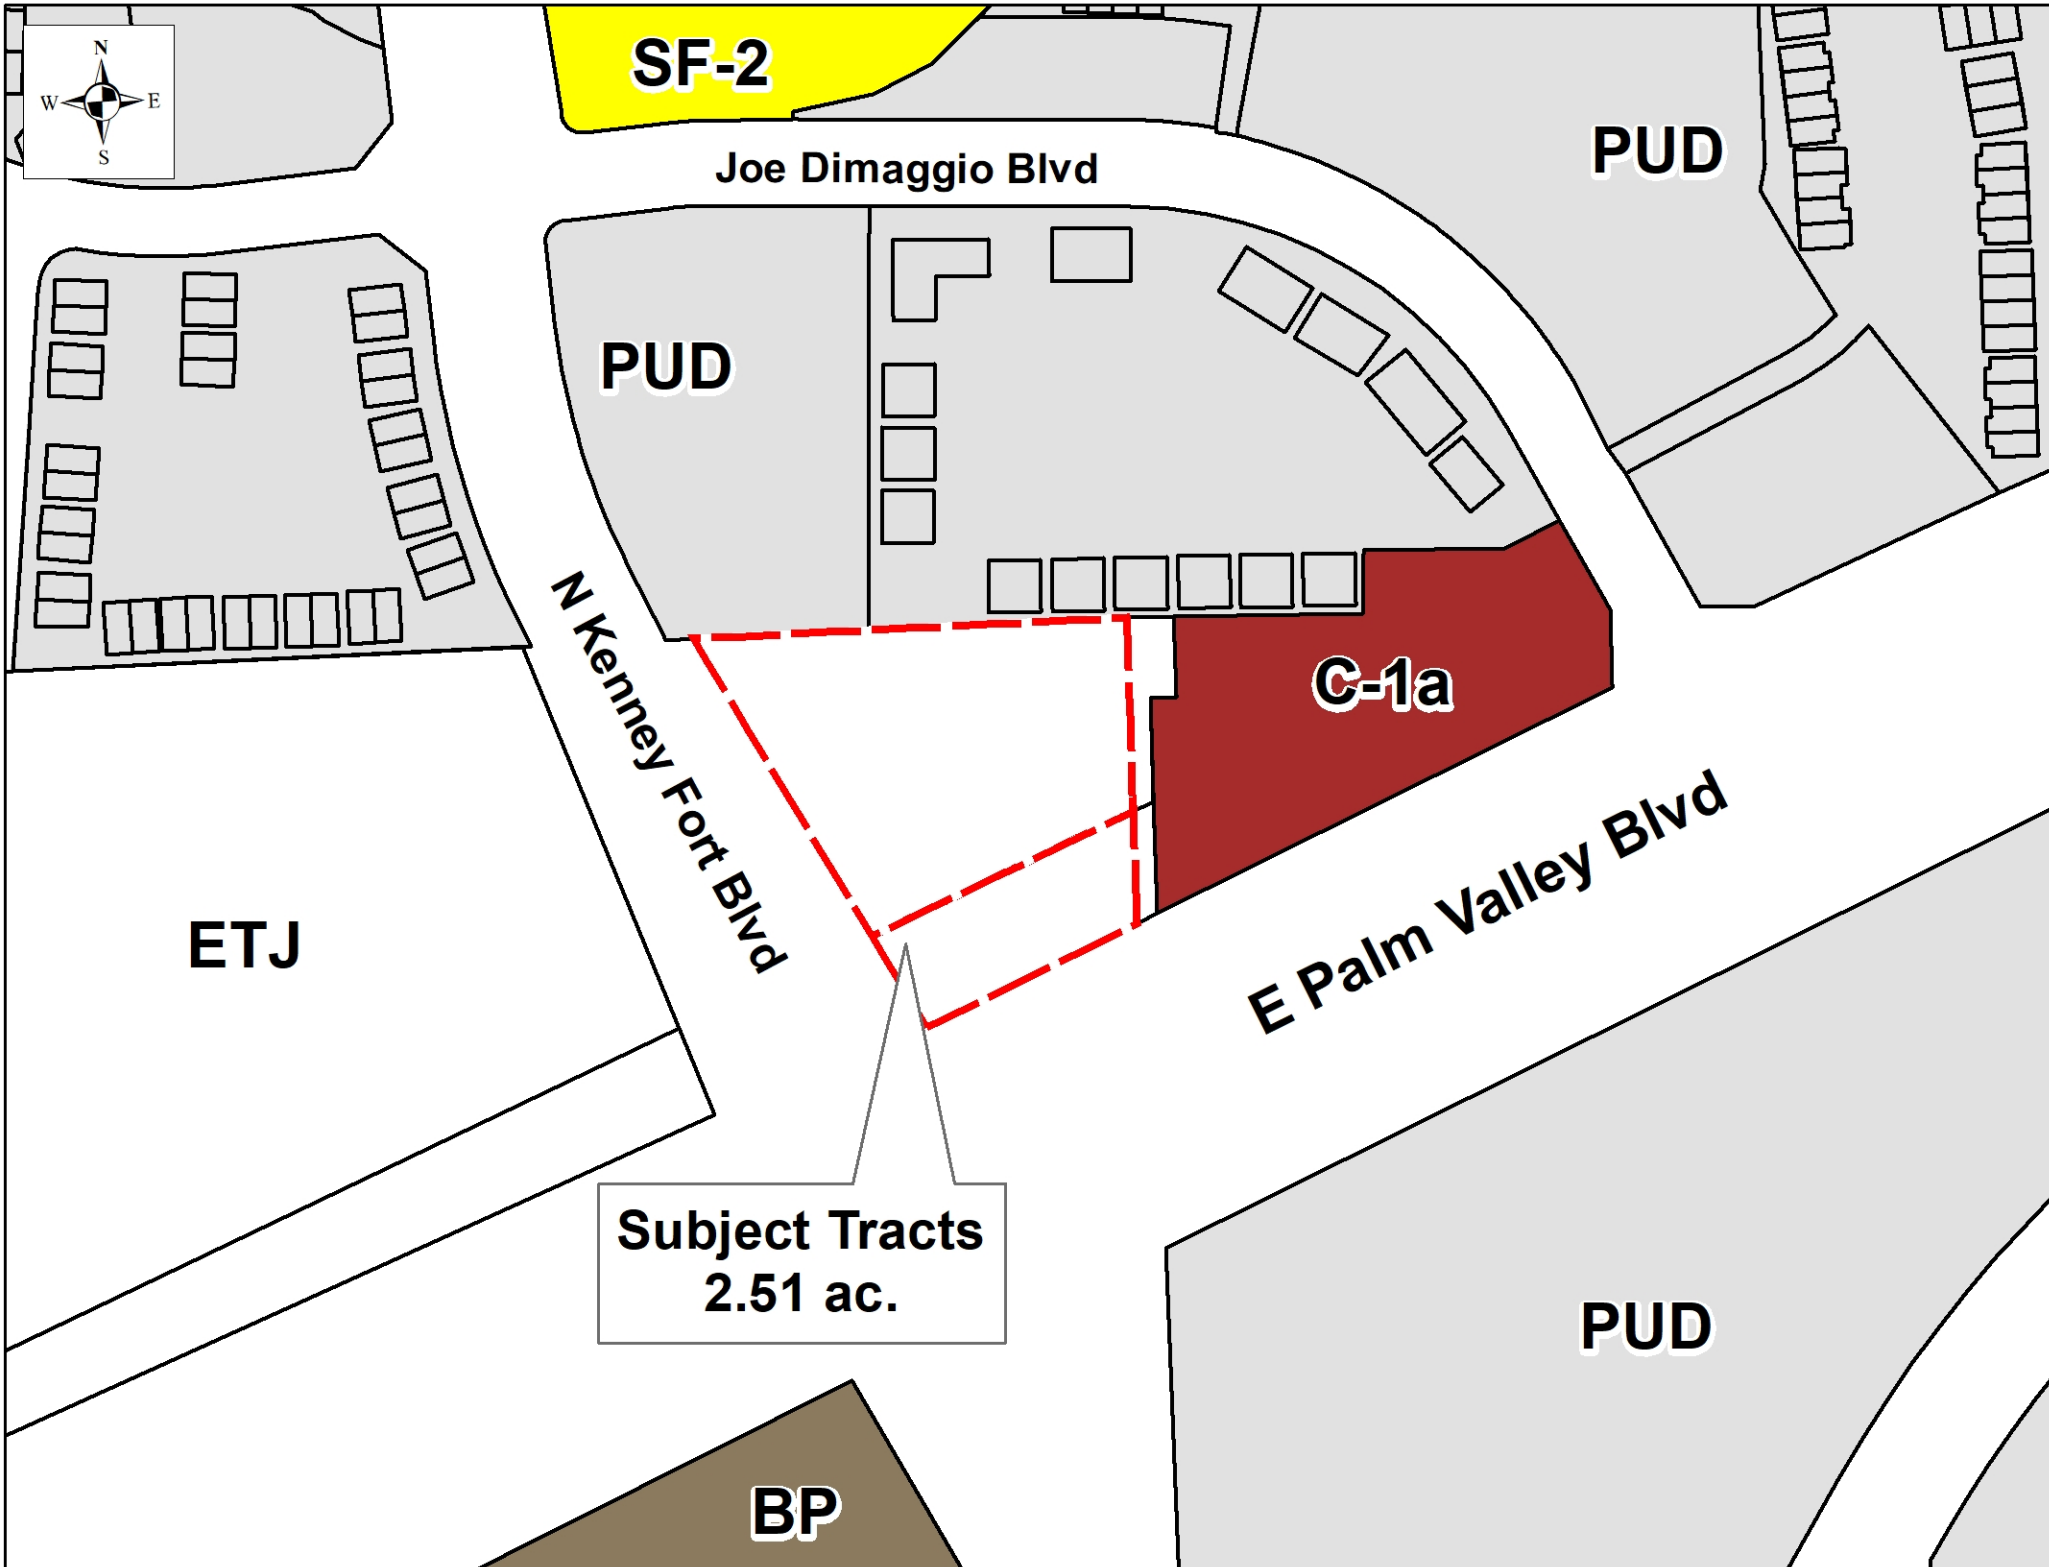 N
W E
S
SF-2
PUD
Joe Dimaggio Blvd
PUD
N Kenney Fort Blvd
C-1a
E Palm Valley Blvd
ETJ
Subject Tracts
2.51 ac.
PUD
BP